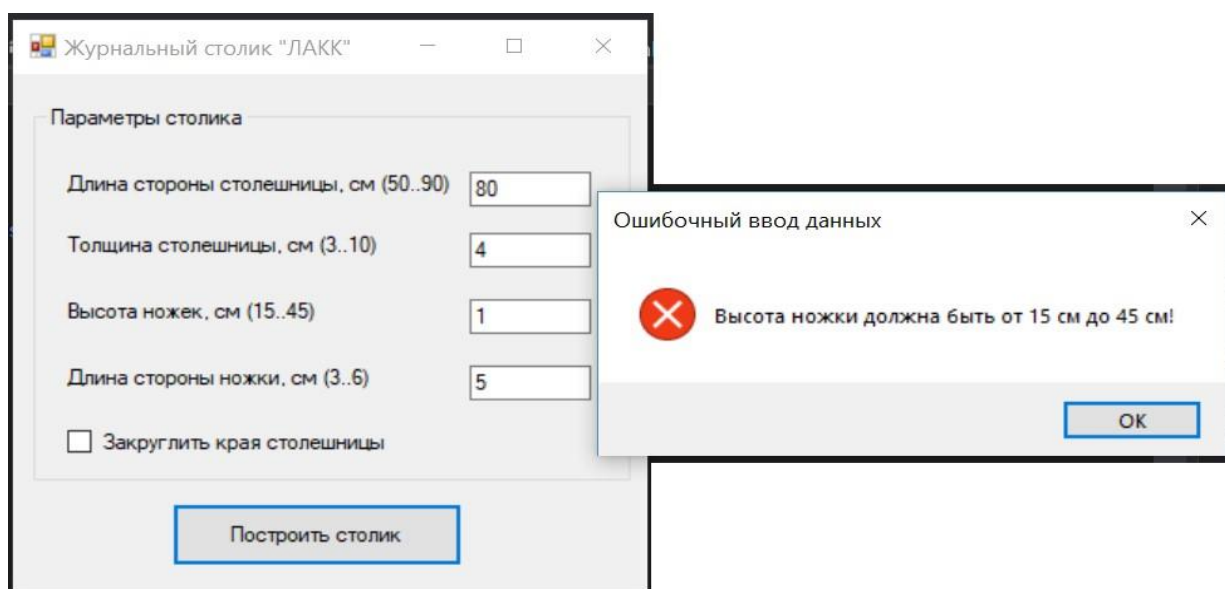 Журнальный столик "ЛАКК"
Параметры столика
Длина стороны столешницы, см (50..90) 80
Толщина столешницы, см (3..10) 4
Высота ножек, см (15..45) 1
Длина стороны ножки, см (3..6) 5
Закруглить края столешницы
Построить столик
Ошибочный ввод данных
Высота ножки должна быть от 15 см до 45 см!
ОК